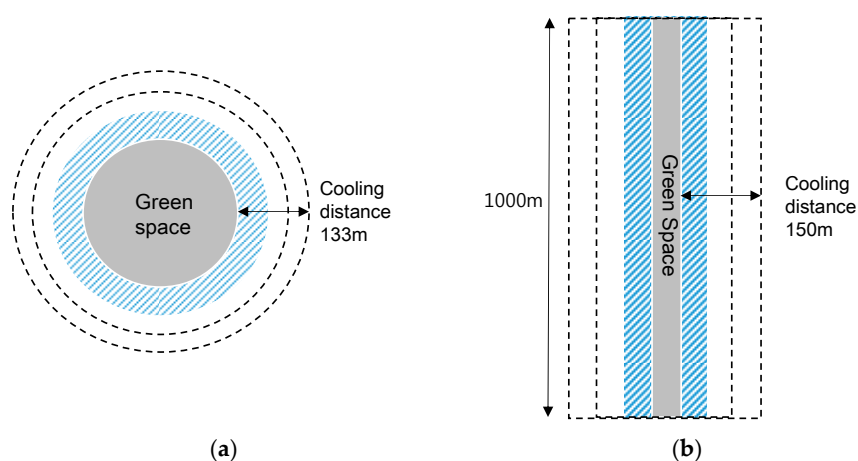 Green
space
Cooling
distance
133m
(a)
1000m
Green Space
Cooling
distance
150m
(b)